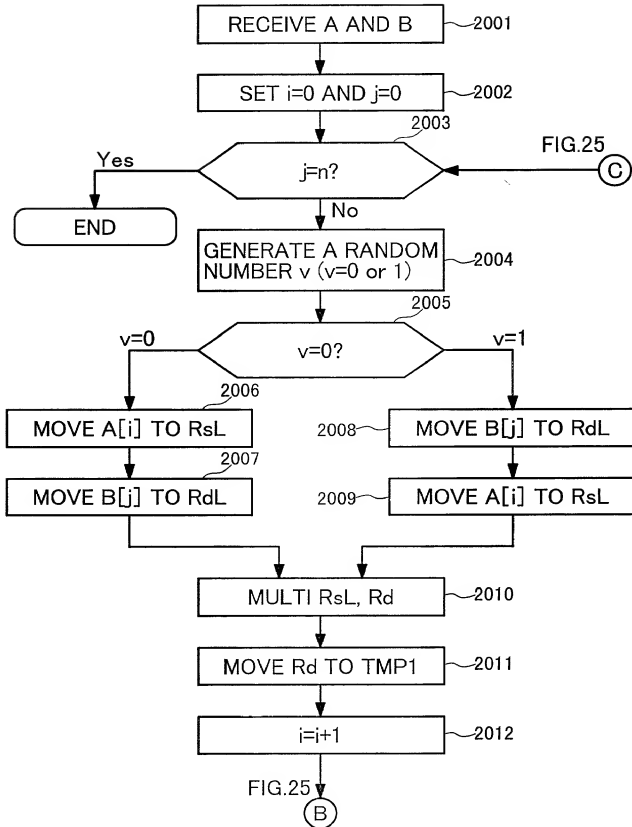 RECEIVE A AND B
2001
SET i=0 AND j=0
2002
2003
FIG.25
C
Yes
j=n?
END
No
GENERATE A RANDOM
NUMBER v (v=0 or 1)
2004
2005
v=0
v=0?
v=1
2006
MOVE A[i] TO RsL
2008
MOVE B[j] TO RdL
2007
MOVE B[j] TO RdL
2009
MOVE A[i] TO RsL
MULTI RsL, Rd
2010
MOVE Rd TO TMP1
2011
i=i+1
2012
FIG.25
B